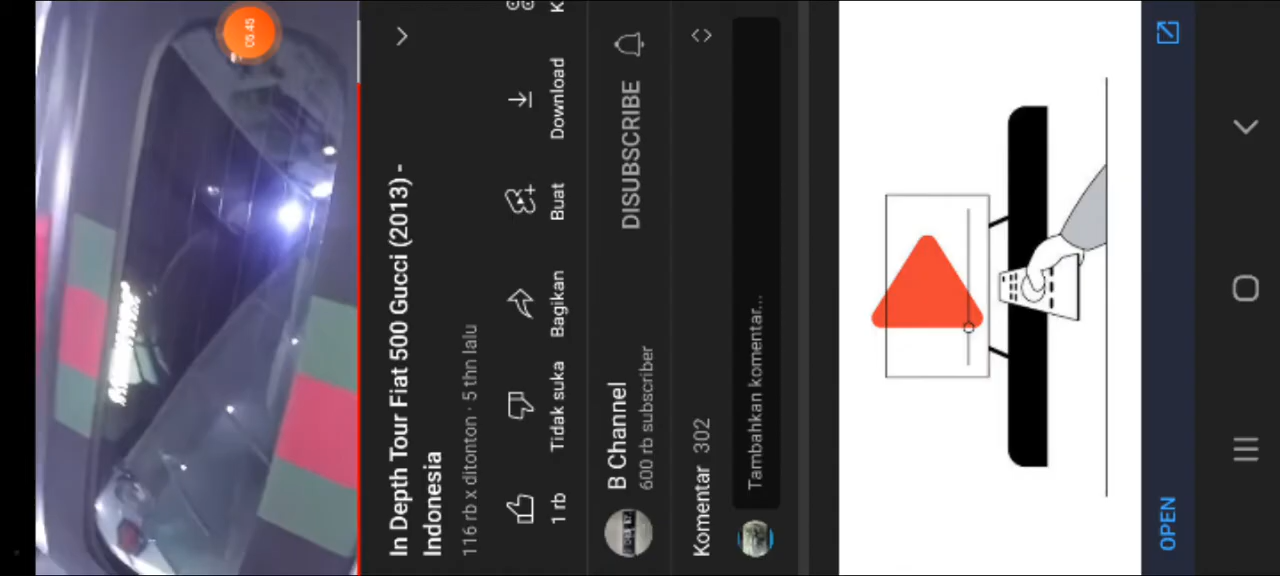 05:45
In Depth Tour Fiat 500 Gucci (2013) -
Indonesia
116 rb x ditonton · 5 thn lalu
1 rb
Tidak suka
Bagikan
Buat
Download
K
B Channel
600 rb subscriber
DISUBSCRIBE
Komentar 302
Tambahkan komentar...
OPEN